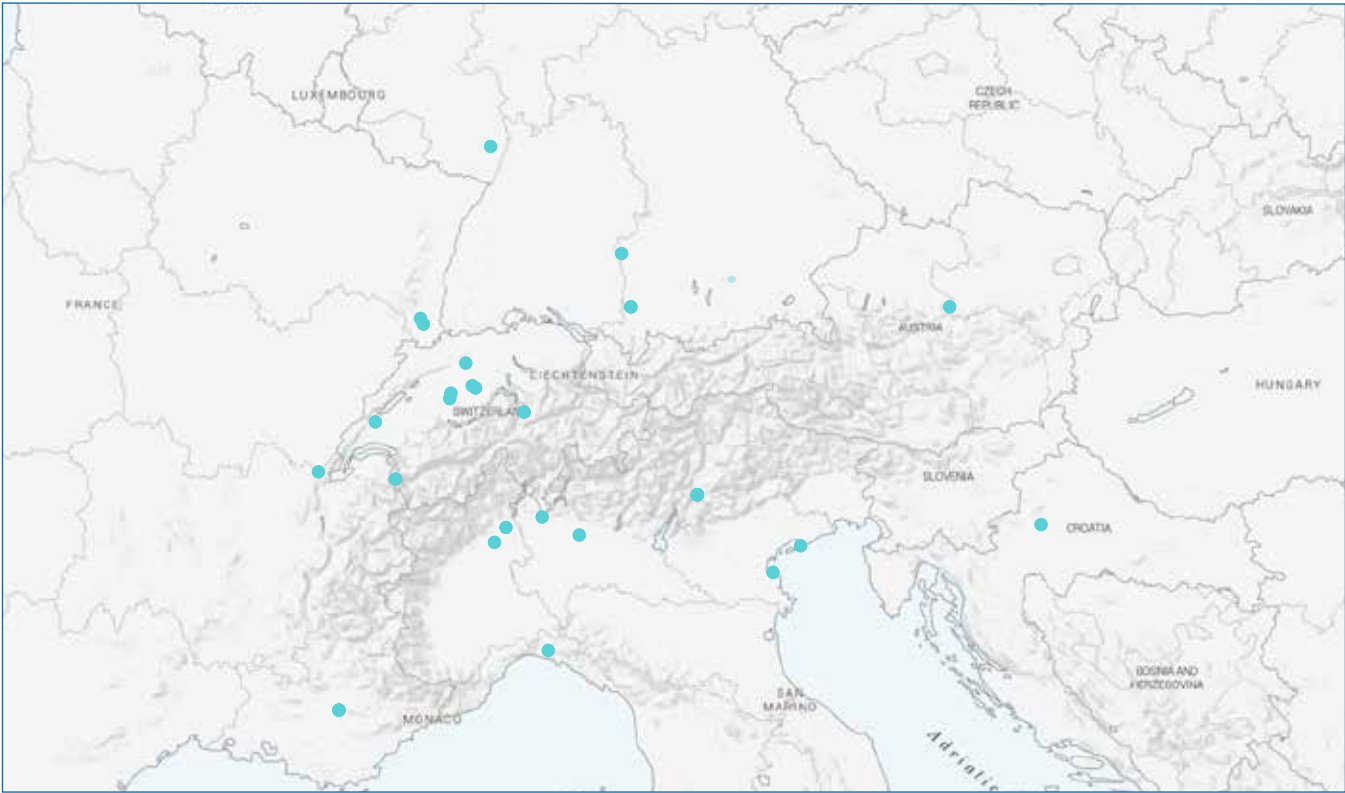 LUXEMBOURG
CZECH
REPUBLIC
SLOVAKIA
FRANCE
AUSTRIA
LIECHTENSTEIN
HUNGARY
SWITZERLAND
SLOVENIA
CROATIA
BOSNIA AND
HERZEGOVINA
SAN
MARINO
MONACO
Adriatic